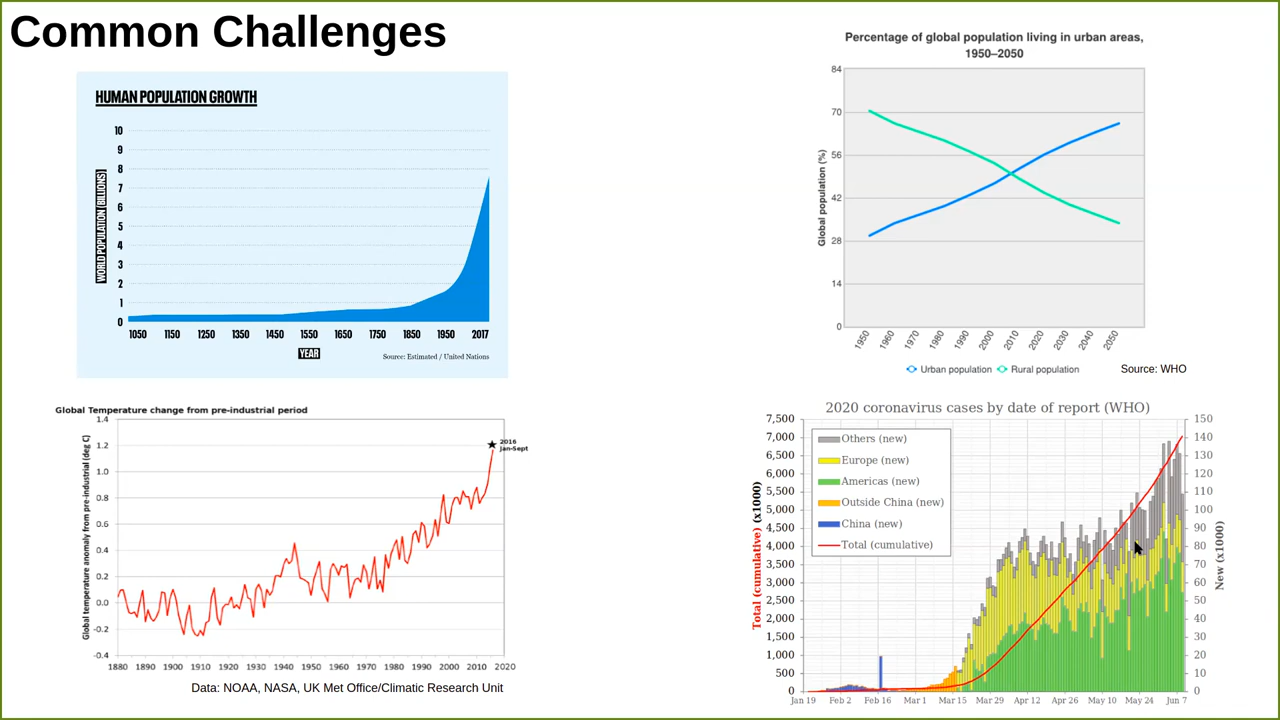 Common Challenges
HUMAN POPULATION GROWTH
WORLD POPULATION (BILLIONS)
10
9
8
7
6
5
4
3
2
1
0
1050 1150 1250 1350 1450 1550 1650 1750 1850 1950 2017
YEAR
Source: Estimated / United Nations
Percentage of global population living in urban areas,
1950–2050
Global population (%)
84
70
56
42
28
14
0
1950 1960 1970 1980 1990 2000 2010 2020 2030 2040 2050
Urban population Rural population
Source: WHO
Global Temperature change from pre-industrial period
Global temperature anomaly from pre-industrial (deg C)
1.4
1.2
1.0
0.8
0.6
0.4
0.2
0.0
-0.2
-0.4
2016
Jan-Sept
1880 1890 1900 1910 1920 1930 1940 1950 1960 1970 1980 1990 2000 2010 2020
Data: NOAA, NASA, UK Met Office/Climatic Research Unit
2020 coronavirus cases by date of report (WHO)
Total (cumulative) (x1000)
7,500
7,000
6,500
6,000
5,500
5,000
4,500
4,000
3,500
3,000
2,500
2,000
1,500
1,000
500
0
Others (new)
Europe (new)
Americas (new)
Outside China (new)
China (new)
Total (cumulative)
150
140
130
120
110
100
90
80
70
60
50
40
30
20
10
0
New (x1000)
Jan 19 Feb 2 Feb 16 Mar 1 Mar 15 Mar 29 Apr 12 Apr 26 May 10 May 24 Jun 7